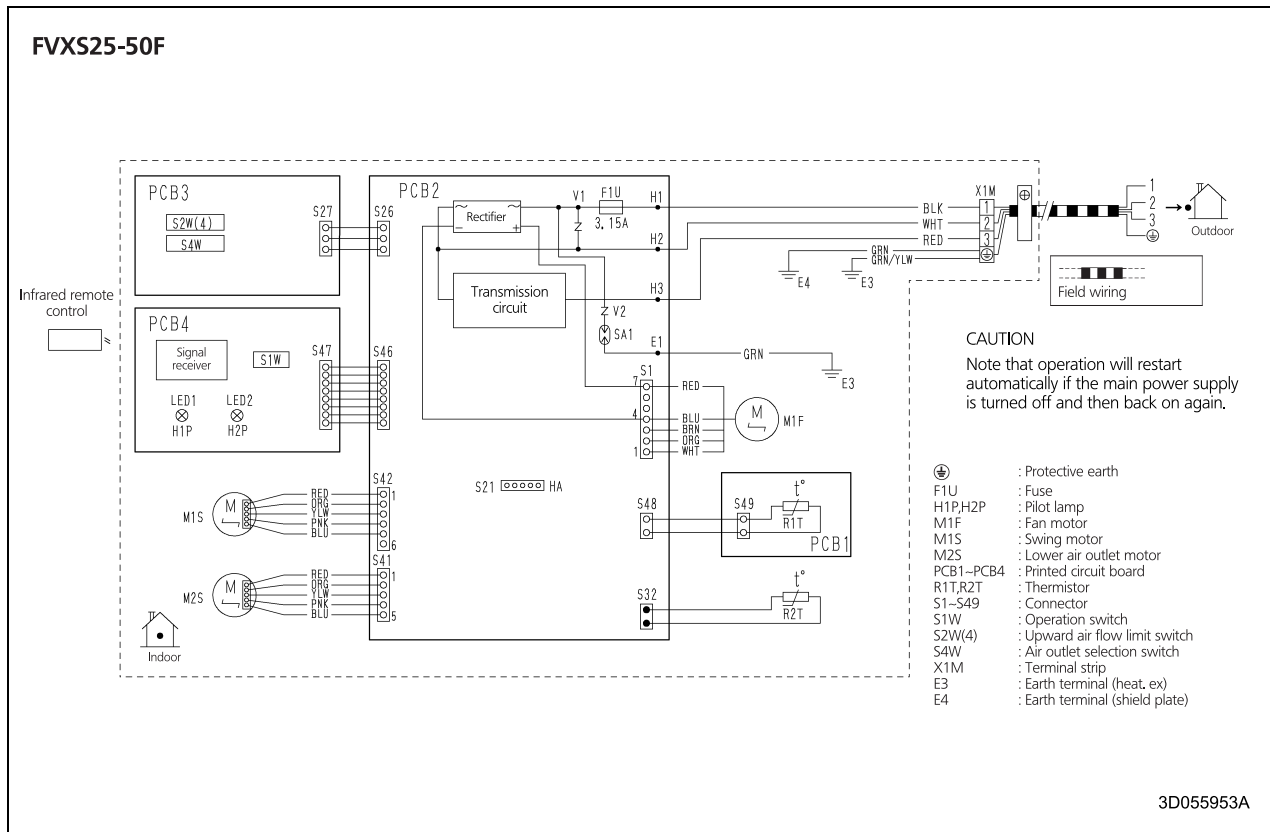 FVXS25-50F
PCB3
S2W(4)
S4W
S27
S26
PCB2
Rectifier
~ ~
- +
V1
F1U
3.15A
H1
H2
H3
Z
Transmission
circuit
Z V2
SA1
E1
BLK
WHT
RED
GRN
GRN/YLW
E4
E3
X1M
1
2
3
1
2
3
Outdoor
Field wiring
Infrared remote
control
PCB4
Signal
receiver
S1W
LED1
LED2
H1P
H2P
S47
S46
GRN
E3
S1
7
4
1
RED
BLU
BRN
ORG
WHT
M
M1F
CAUTION
Note that operation will restart
automatically if the main power supply
is turned off and then back on again.
S21 HA
M1S
M
RED
ORG
YLW
PNK
BLU
S42
1
6
M2S
M
RED
ORG
YLW
PNK
BLU
S41
1
5
S48
S49
t°
R1T
PCB1
S32
t°
R2T
Indoor
: Protective earth
F1U : Fuse
H1P,H2P : Pilot lamp
M1F : Fan motor
M1S : Swing motor
M2S : Lower air outlet motor
PCB1~PCB4 : Printed circuit board
R1T,R2T : Thermistor
S1~S49 : Connector
S1W : Operation switch
S2W(4) : Upward air flow limit switch
S4W : Air outlet selection switch
X1M : Terminal strip
E3 : Earth terminal (heat. ex)
E4 : Earth terminal (shield plate)
3D055953A